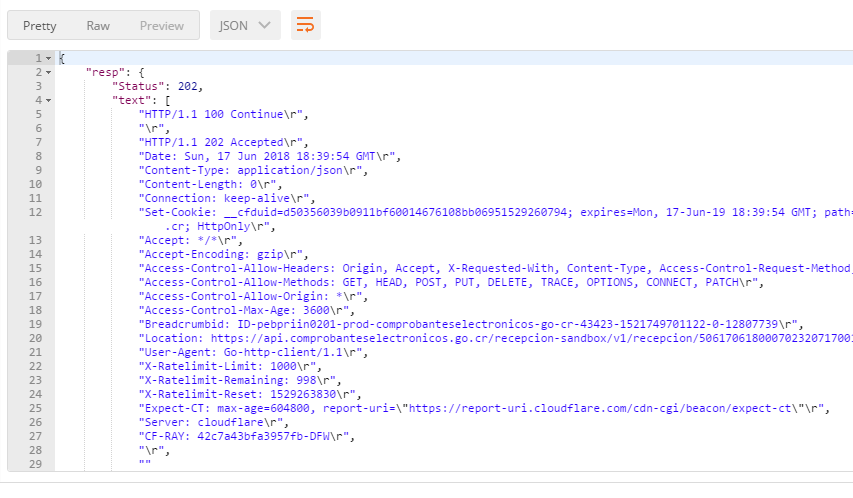 Pretty Raw Preview JSON
1 {
2 "resp": {
3 "Status": 202,
4 "text": [
5 "HTTP/1.1 100 Continue\r",
6 "\r",
7 "HTTP/1.1 202 Accepted\r",
8 "Date: Sun, 17 Jun 2018 18:39:54 GMT\r",
9 "Content-Type: application/json\r",
10 "Content-Length: 0\r",
11 "Connection: keep-alive\r",
12 "Set-Cookie: __cfduid=d50356039b0911bf60014676108bb06951529260794; expires=Mon, 17-Jun-19 18:39:54 GMT; path=
.cr; HttpOnly\r",
13 "Accept: */*\r",
14 "Accept-Encoding: gzip\r",
15 "Access-Control-Allow-Headers: Origin, Accept, X-Requested-With, Content-Type, Access-Control-Request-Method,
16 "Access-Control-Allow-Methods: GET, HEAD, POST, PUT, DELETE, TRACE, OPTIONS, CONNECT, PATCH\r",
17 "Access-Control-Allow-Origin: *\r",
18 "Access-Control-Max-Age: 3600\r",
19 "Breadcrumbid: ID-pebpriin0201-prod-comprobanteselectronicos-go-cr-43423-1521749701122-0-12807739\r",
20 "Location: https://api.comprobanteselectronicos.go.cr/recepcion-sandbox/v1/recepcion/506170618000702320717001
21 "User-Agent: Go-http-client/1.1\r",
22 "X-Ratelimit-Limit: 1000\r",
23 "X-Ratelimit-Remaining: 998\r",
24 "X-Ratelimit-Reset: 1529263830\r",
25 "Expect-CT: max-age=604800, report-uri=\"https://report-uri.cloudflare.com/cdn-cgi/beacon/expect-ct\"\r",
26 "Server: cloudflare\r",
27 "CF-RAY: 42c7a43bfa3957fb-DFW\r",
28 "\r",
29 ""